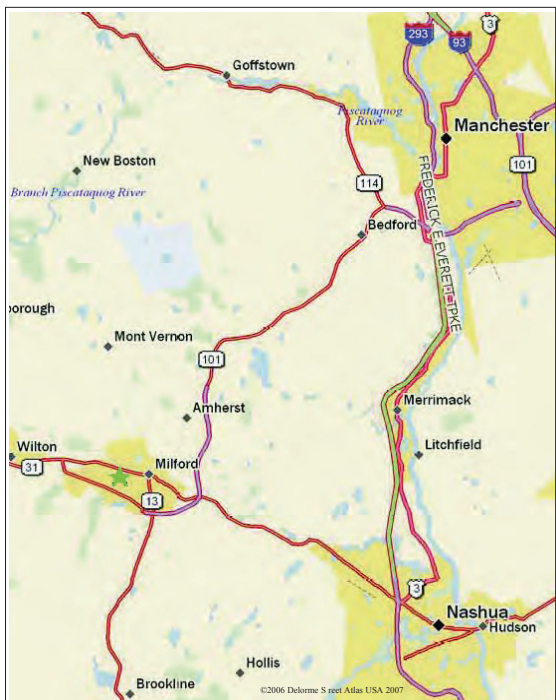 3
293
93
Goffstown
Piscataquog
River
Manchester
New Boston
101
114
Branch Piscataquog River
FREDERICK E EVERETT TPKE
Bedford
orough
Mont Vernon
101
Amherst
Merrimack
Wilton
Litchfield
31
Milford
13
3
Nashua
Hudson
Hollis
Brookline
©2006 Delorme S reet Atlas USA 2007